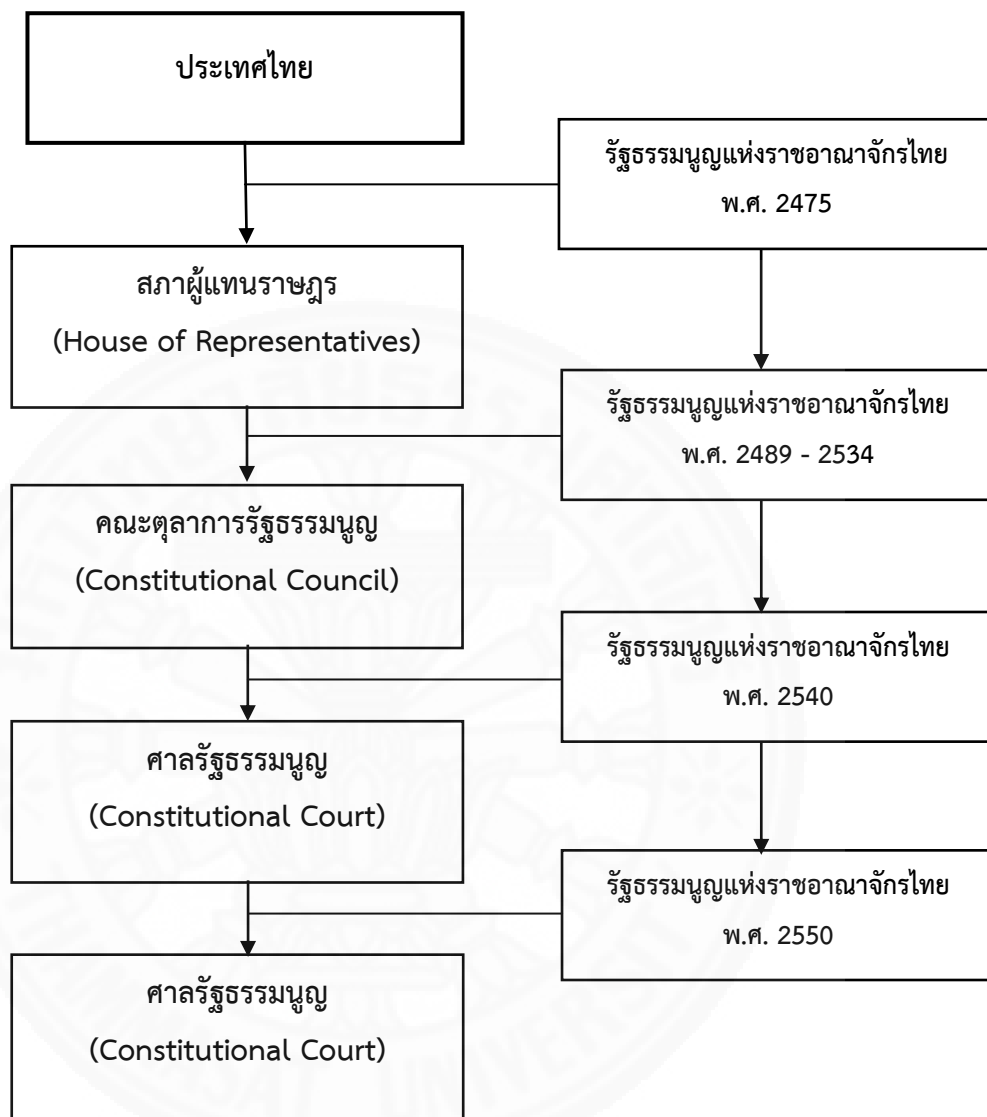 ประเทศไทย
รัฐธรรมนูญแห่งราชอาณาจักรไทย
พ.ศ. 2475
สภาผู้แทนราษฎร
(House of Representatives)
รัฐธรรมนูญแห่งราชอาณาจักรไทย
พ.ศ. 2489 - 2534
คณะตุลาการรัฐธรรมนูญ
(Constitutional Council)
รัฐธรรมนูญแห่งราชอาณาจักรไทย
พ.ศ. 2540
ศาลรัฐธรรมนูญ
(Constitutional Court)
รัฐธรรมนูญแห่งราชอาณาจักรไทย
พ.ศ. 2550
ศาลรัฐธรรมนูญ
(Constitutional Court)